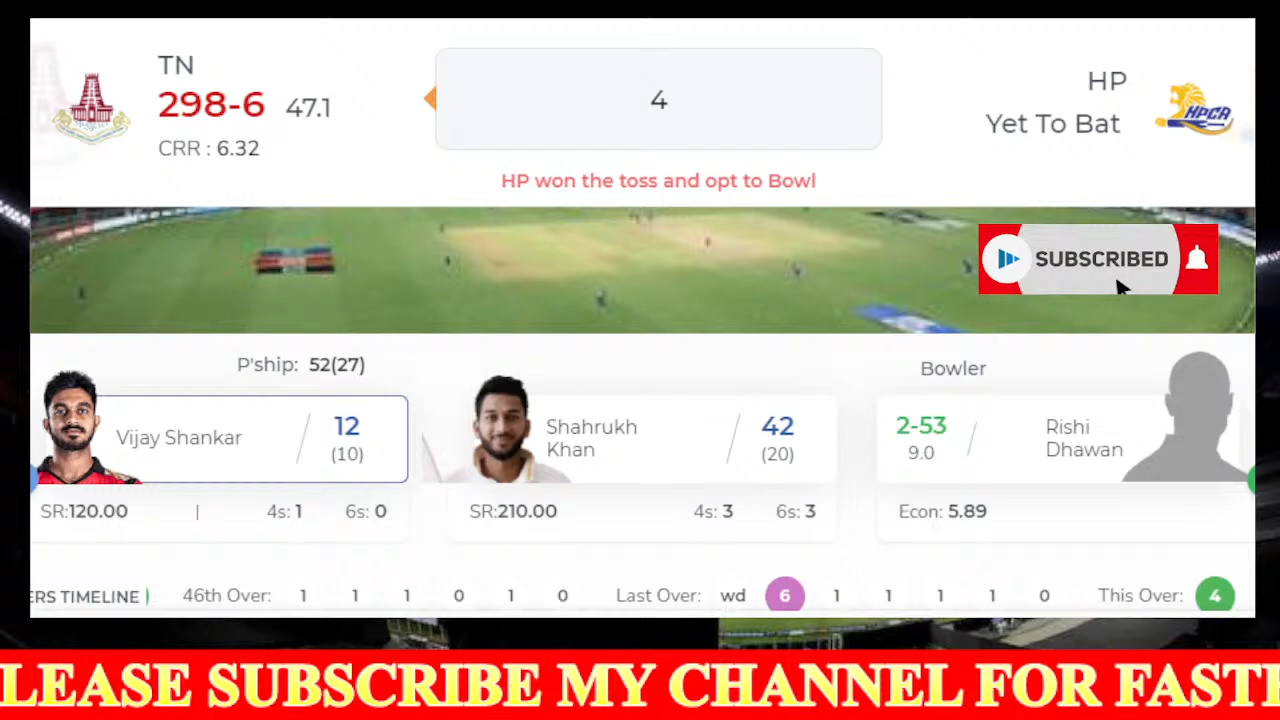 TN
298-6 47.1
CRR : 6.32
4
HP
Yet To Bat
HPCA
HP won the toss and opt to Bowl
SUBSCRIBED
P'ship: 52(27)
Bowler
Vijay Shankar
12
(10)
Shahrukh
Khan
42
(20)
2-53
9.0
Rishi
Dhawan
SR:120.00 | 4s: 1 6s: 0
SR:210.00 4s: 3 6s: 3
Econ: 5.89
ERS TIMELINE 46th Over: 1 1 1 0 1 0 Last Over: wd 6 1 1 1 1 0 This Over: 4
LEASE SUBSCRIBE MY CHANNEL FOR FAST